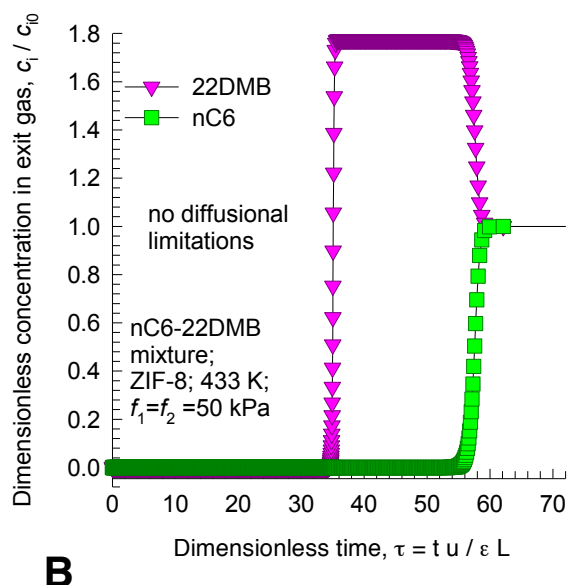 Dimensionless concentration in exit gas, cᵢ / cᵢ₀
1.8
1.6
1.4
1.2
1.0
0.8
0.6
0.4
0.2
0.0
22DMB
nC6
no diffusional
limitations
nC6-22DMB
mixture;
ZIF-8; 433 K;
f₁=f₂ =50 kPa
0 10 20 30 40 50 60 70
Dimensionless time, τ = t u / ε L
B